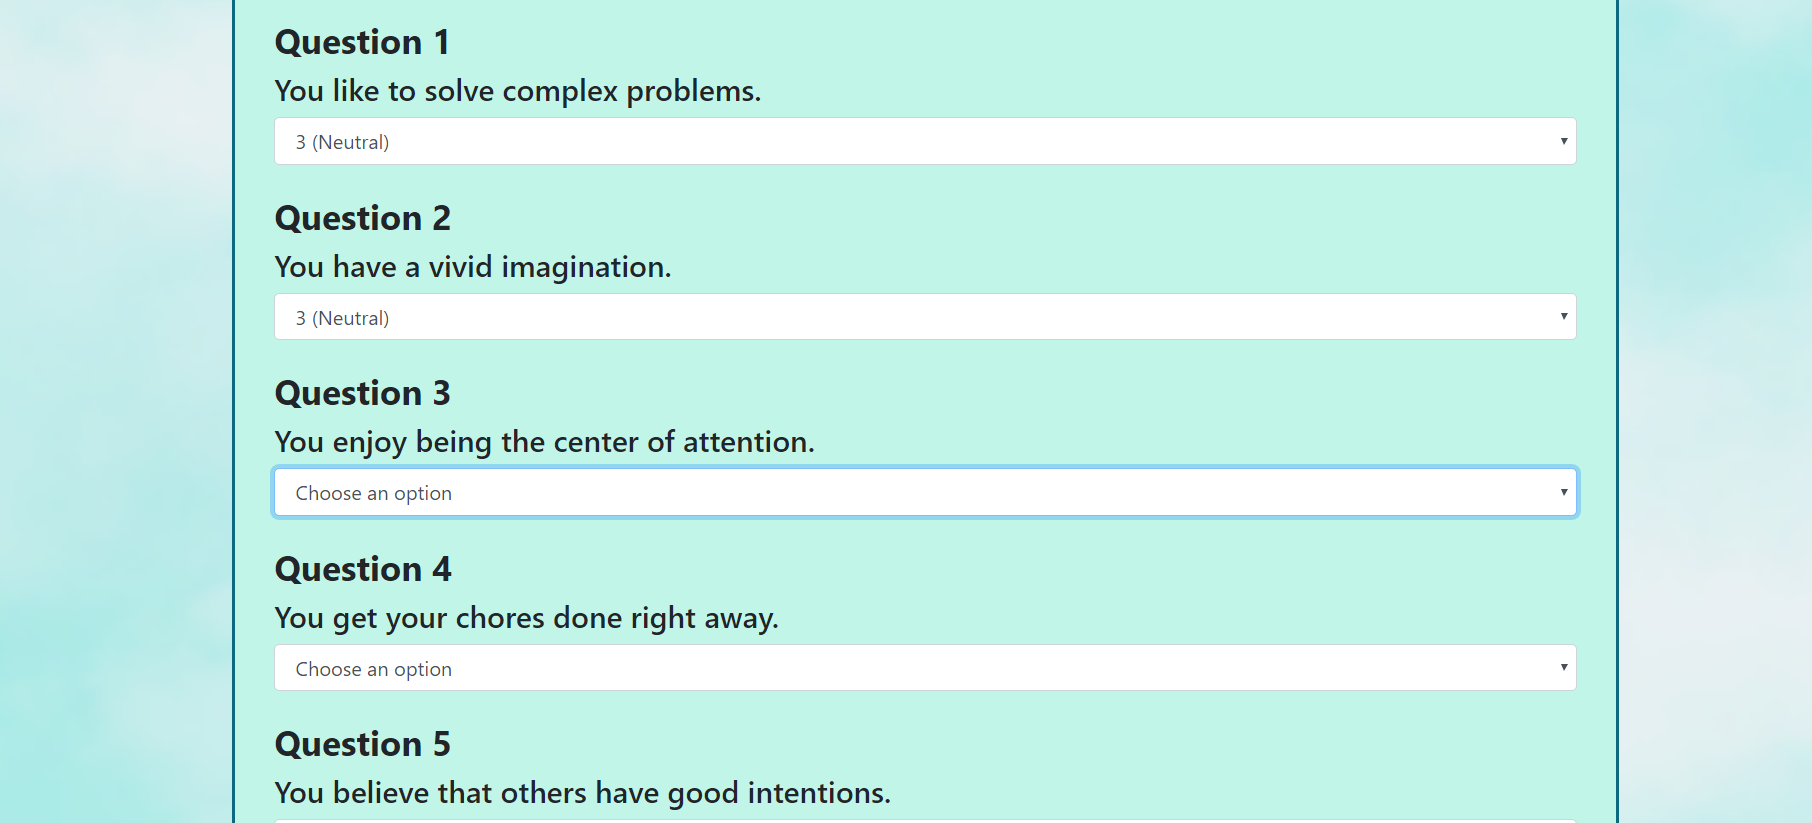 Question 1
You like to solve complex problems.
3 (Neutral)
Question 2
You have a vivid imagination.
3 (Neutral)
Question 3
You enjoy being the center of attention.
Choose an option
Question 4
You get your chores done right away.
Choose an option
Question 5
You believe that others have good intentions.